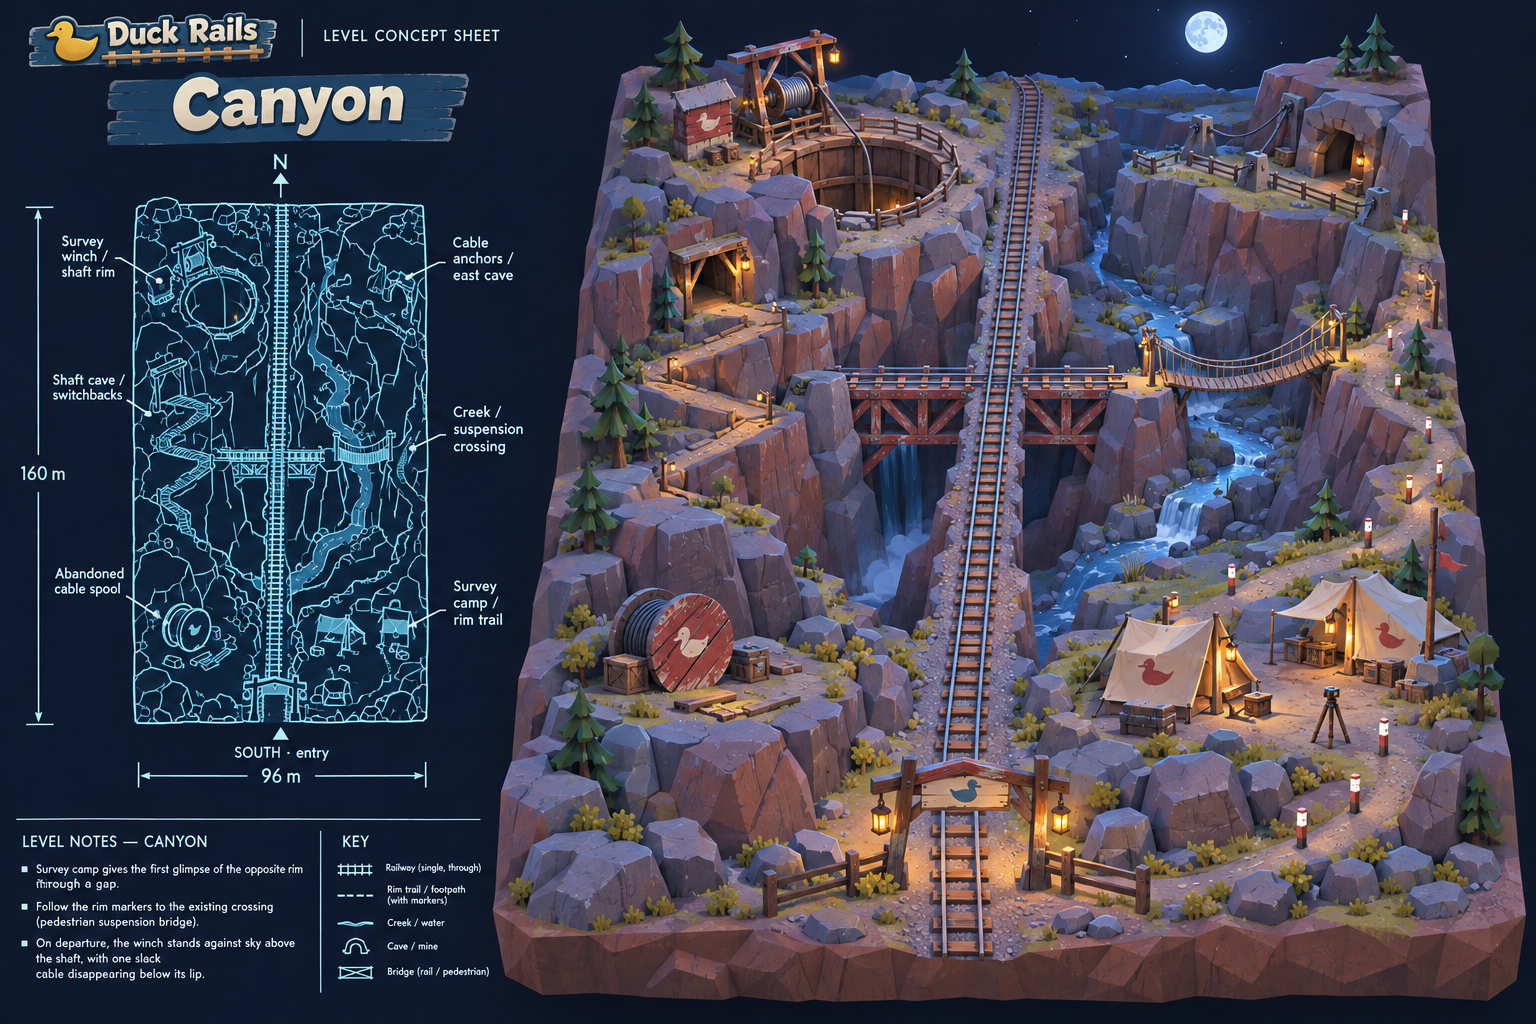 Duck Rails
LEVEL CONCEPT SHEET
Canyon
N
Survey
winch /
shaft rim
Cable
anchors /
east cave
Shaft cave /
switchbacks
Creek /
suspension
crossing
160 m
Abandoned
cable spool
Survey
camp /
rim trail
SOUTH · entry
96 m
LEVEL NOTES — CANYON
Survey camp gives the first glimpse of the opposite rim
through a gap.
Follow the rim markers to the existing crossing
(pedestrian suspension bridge).
On departure, the winch stands against sky above
the shaft, with one slack
cable disappearing below its lip.
KEY
Railway (single, through)
Rim trail / footpath
(with markers)
Creek / water
Cave / mine
Bridge (rail / pedestrian)